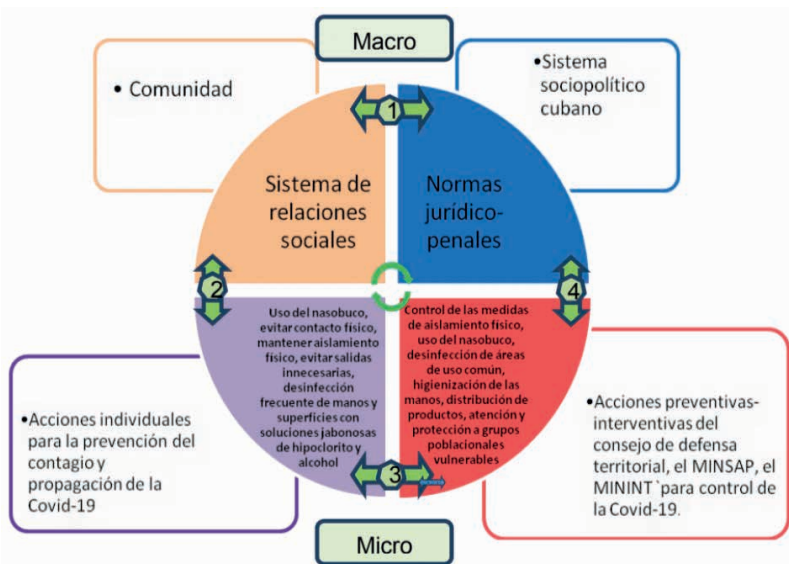 Macro
• Comunidad
•Sistema
sociopolítico
cubano
1
Sistema de
relaciones
sociales
Normas
jurídico-
penales
2
4
Uso del nasobuco,
evitar contacto físico,
mantener aislamiento
físico, evitar salidas
innecesarias,
desinfección
frecuente de manos y
superficies con
soluciones jabonosas
de hipoclorito y
alcohol
Control de las medidas
de aislamiento físico,
uso del nasobuco,
desinfección de áreas
de uso común,
higienización de las
manos, distribución de
productos, atención y
protección a grupos
poblacionales
vulnerables
3
•Acciones individuales
para la prevención del
contagio y
propagación de la
Covid-19
•Acciones preventivas-
interventivas del
consejo de defensa
territorial, el MINSAP, el
MININT `para control de
la Covid-19.
Micro